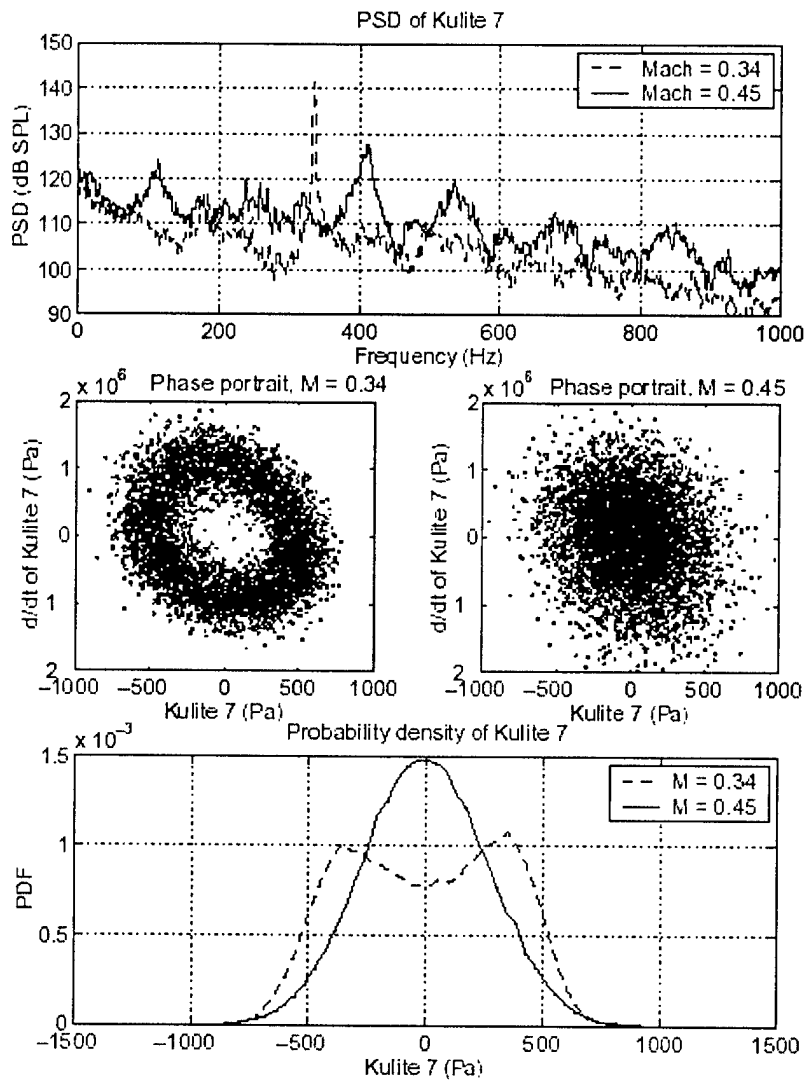 PSD of Kulite 7
150
140
130
120
110
100
90
PSD (dB SPL)
Mach = 0.34
Mach = 0.45
0
200
400
600
800
1000
Frequency (Hz)
x 10^6
Phase portrait, M = 0.34
2
1
0
1
2
d/dt of Kulite 7 (Pa)
−1000
−500
0
500
1000
Kulite 7 (Pa)
x 10^6
Phase portrait, M = 0.45
2
1
0
1
2
d/dt of Kulite 7 (Pa)
−1000
−500
0
500
1000
Kulite 7 (Pa)
x 10^−3
Probability density of Kulite 7
1.5
1
0.5
0
PDF
M = 0.34
M = 0.45
−1500
−1000
−500
0
500
1000
1500
Kulite 7 (Pa)